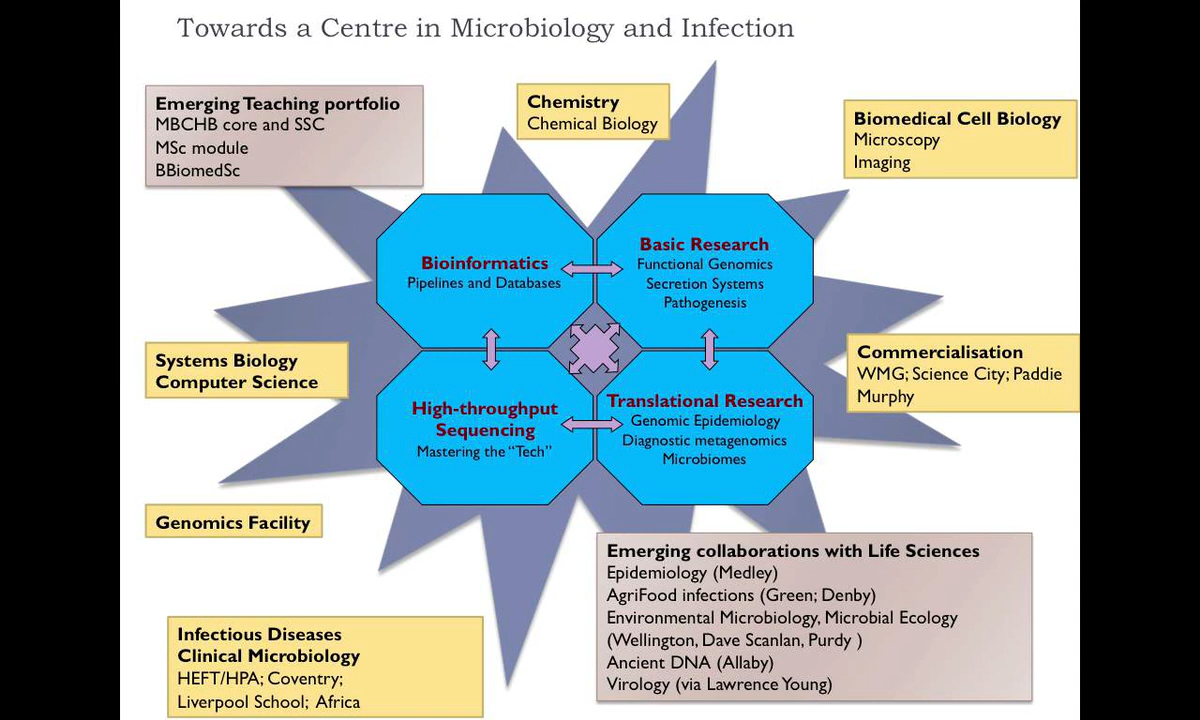 Towards a Centre in Microbiology and Infection
Emerging Teaching portfolio
MBCHB core and SSC
MSc module
BBiomedSc
Chemistry
Chemical Biology
Biomedical Cell Biology
Microscopy
Imaging
Bioinformatics
Pipelines and Databases
Basic Research
Functional Genomics
Secretion Systems
Pathogenesis
Systems Biology
Computer Science
Commercialisation
WMG; Science City; Paddie
Murphy
High-throughput
Sequencing
Mastering the “Tech”
Translational Research
Genomic Epidemiology
Diagnostic metagenomics
Microbiomes
Genomics Facility
Emerging collaborations with Life Sciences
Epidemiology (Medley)
AgriFood infections (Green; Denby)
Environmental Microbiology, Microbial Ecology
(Wellington, Dave Scanlan, Purdy )
Ancient DNA (Allaby)
Virology (via Lawrence Young)
Infectious Diseases
Clinical Microbiology
HEFT/HPA; Coventry;
Liverpool School; Africa